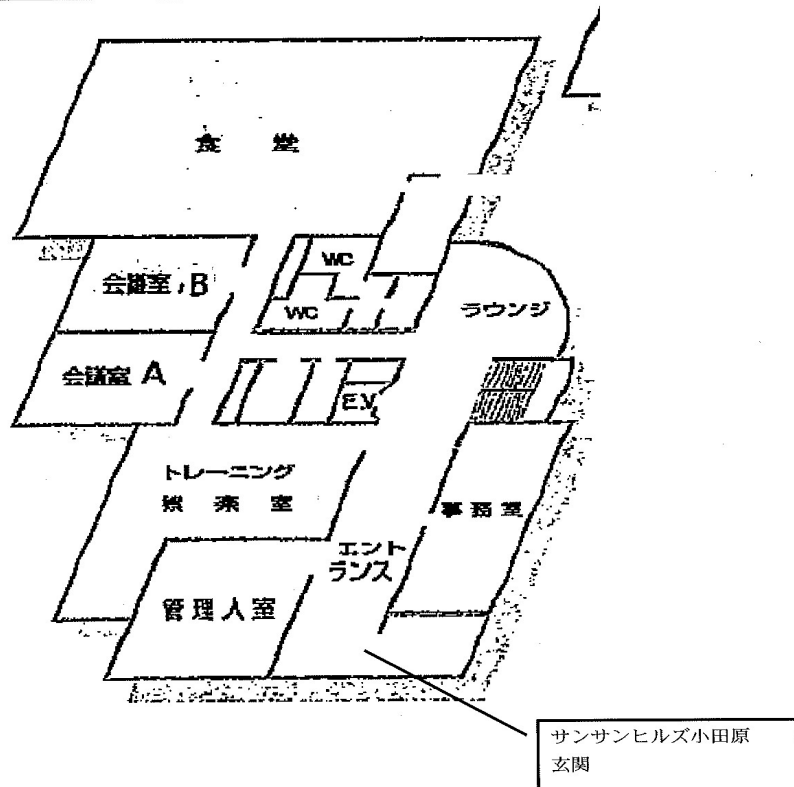 食堂
WC
会議室 B
WC
ラウンジ
会議室 A
EV
トレーニング
娯楽室
事務室
エント
ランス
管理人室
サンサンヒルズ小田原
玄関